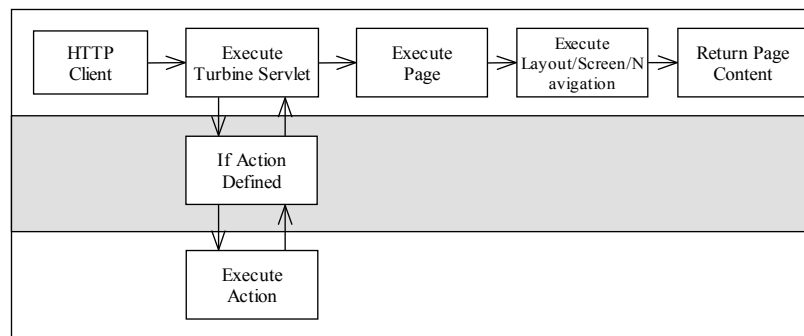 HTTP
Client
Execute
Turbine Servlet
Execute
Page
Execute
Layout/Screen/N
avigation
Return Page
Content
If Action
Defined
Execute
Action